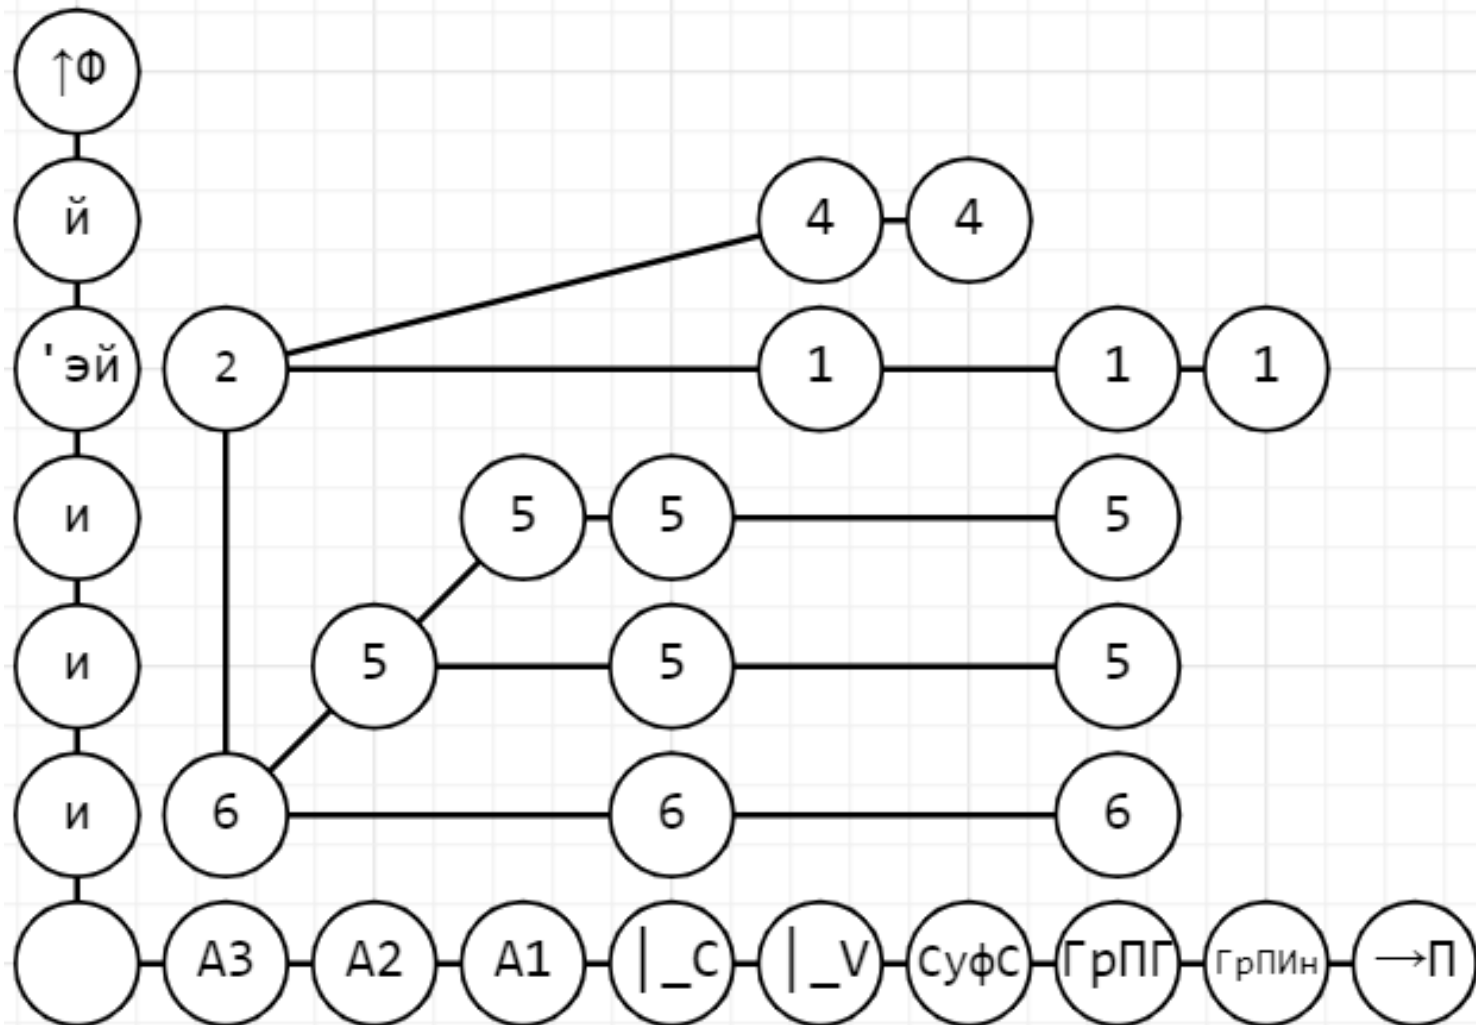 ↑Ф
й 4 4
'эй 2 1 1 1
и 5 5 5
и 5 5 5
и 6 6 6
А3 А2 А1 |_С |_V СуфС ГрПГ ГрПИн →П